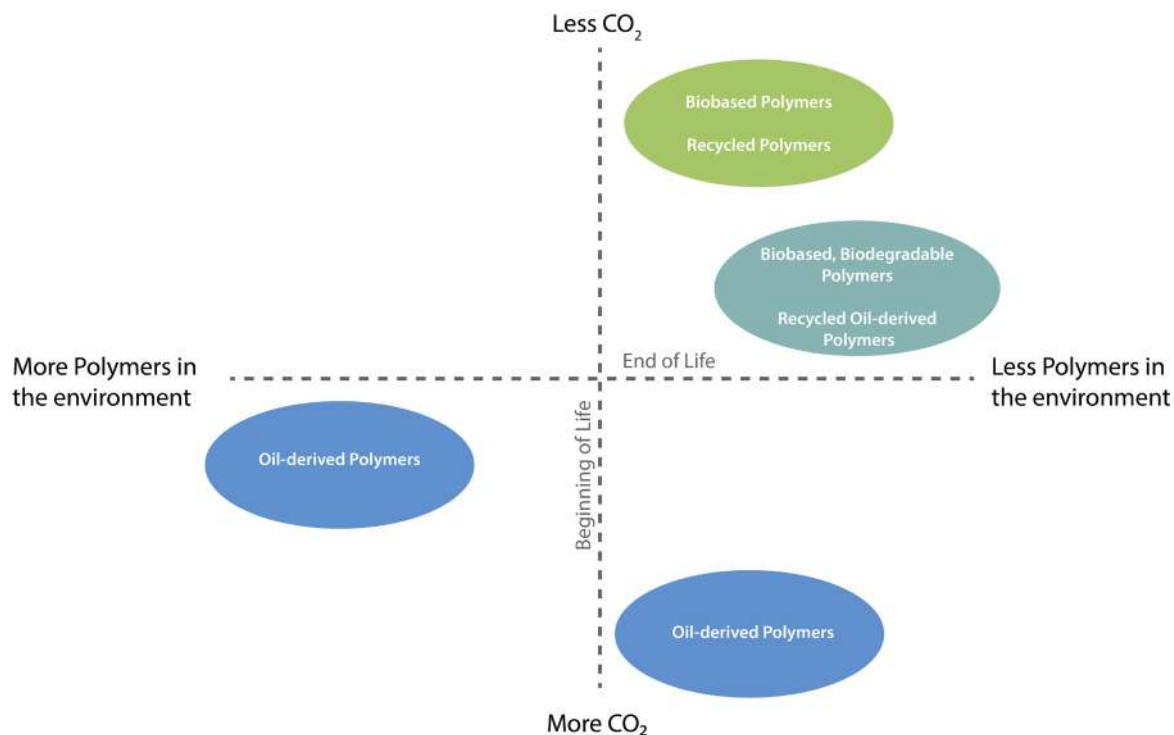 Less CO₂
Biobased Polymers
Recycled Polymers
Biobased, Biodegradable
Polymers
Recycled Oil-derived
Polymers
More Polymers in
the environment
End of Life
Less Polymers in
the environment
Beginning of Life
Oil-derived Polymers
Oil-derived Polymers
More CO₂